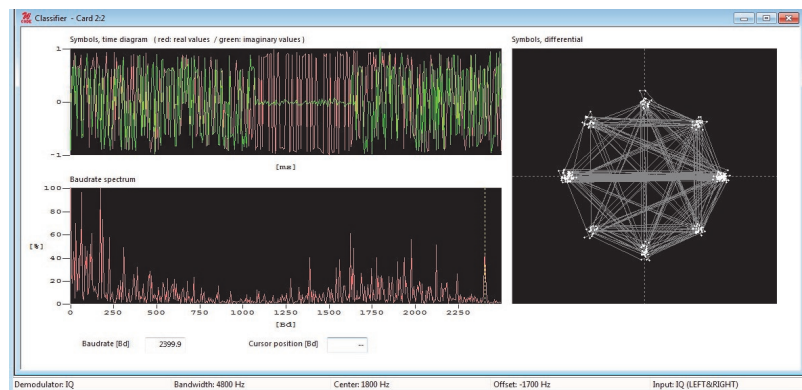 Classifier - Card 2:2
Symbols, time diagram ( red: real values / green: imaginary values )
Symbols, differential
1
0
-1
[ms]
Baudrate spectrum
100
80
60
[%]
40
20
0
0 250 500 750 1000 1250 1500 1750 2000 2250
[Bd]
Baudrate [Bd] 2399.9 Cursor position [Bd] --
Demodulator: IQ Bandwidth: 4800 Hz Center: 1800 Hz Offset: -1700 Hz Input: IQ (LEFT&RIGHT)